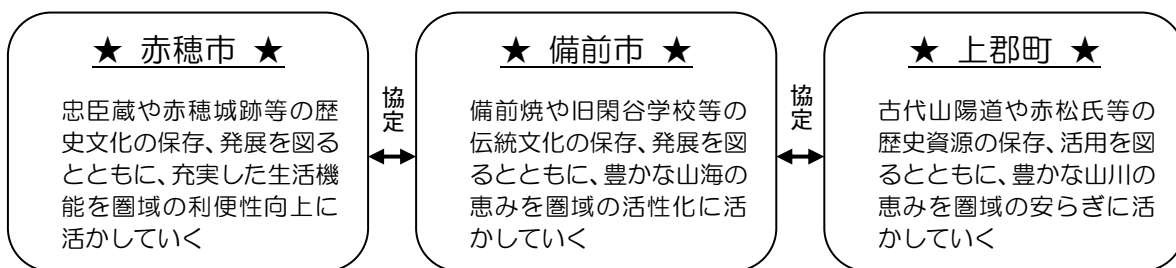 ★ 赤穂市 ★
忠臣蔵や赤穂城跡等の歴
史文化の保存、発展を図る
とともに、充実した生活機
能を圏域の利便性向上に
活かしていく
協定
★ 備前市 ★
備前焼や旧閑谷学校等の
伝統文化の保存、発展を図
るとともに、豊かな山海の
恵みを圏域の活性化に活
かしていく
協定
★ 上郡町 ★
古代山陽道や赤松氏等の
歴史資源の保存、活用を図
るとともに、豊かな山川の
恵みを圏域の安らぎに活
かしていく